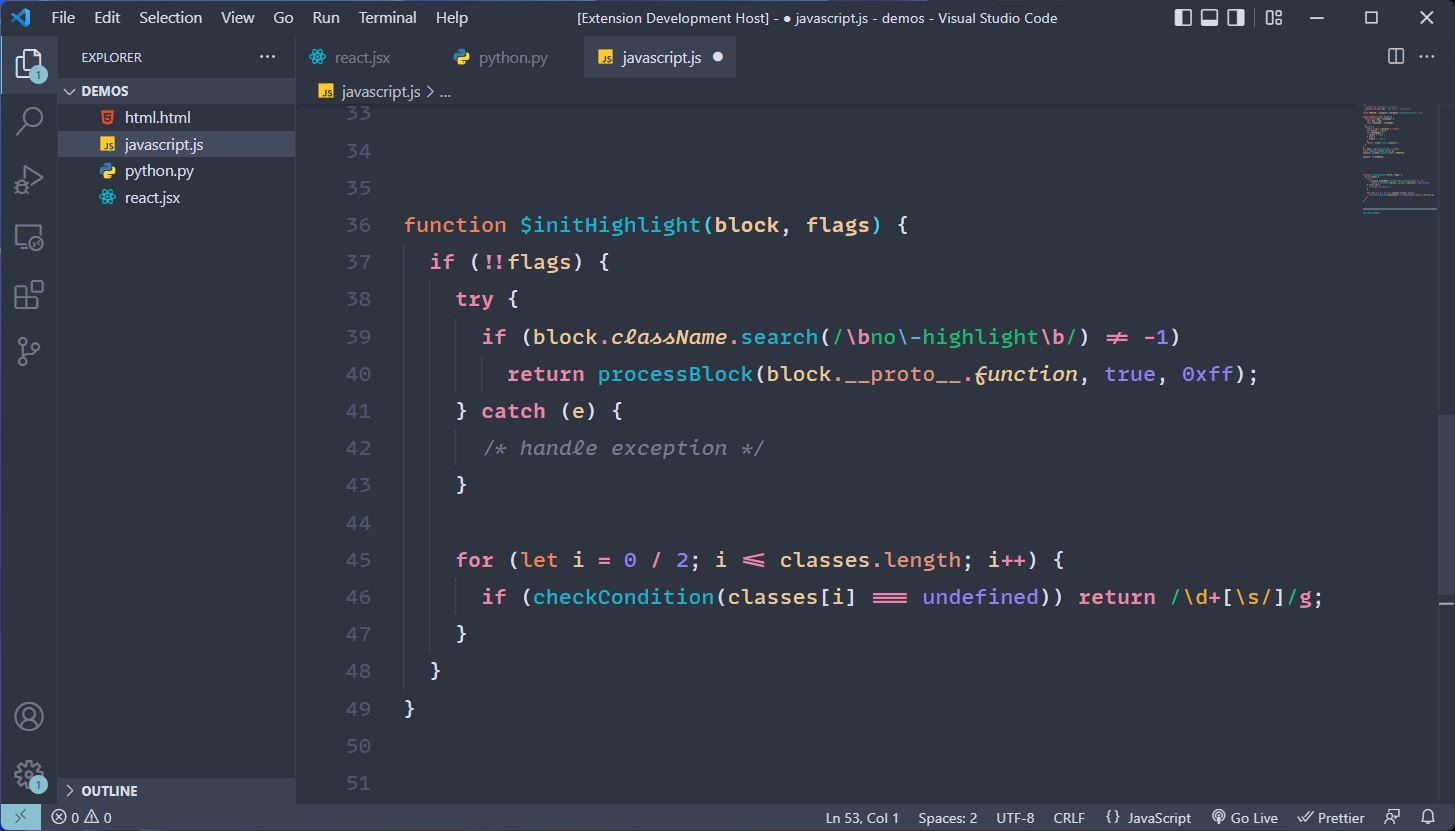 File Edit Selection View Go Run Terminal Help
[Extension Development Host] - ● javascript.js - demos - Visual Studio Code
EXPLORER
DEMOS
html.html
javascript.js
python.py
react.jsx
OUTLINE
react.jsx python.py javascript.js
javascript.js > ...
33
34
35
36 function $initHighlight(block, flags) {
37 if (!!flags) {
38 try {
39 if (block.className.search(/\bno\-highlight\b/) != -1)
40 return processBlock(block.__proto__.function, true, 0xff);
41 } catch (e) {
42 /* handle exception */
43 }
44
45 for (let i = 0 / 2; i <= classes.length; i++) {
46 if (checkCondition(classes[i] === undefined)) return /\d+[\s/]/g;
47 }
48 }
49 }
50
51
1
1
0 0 Ln 53, Col 1 Spaces: 2 UTF-8 CRLF {} JavaScript Go Live Prettier